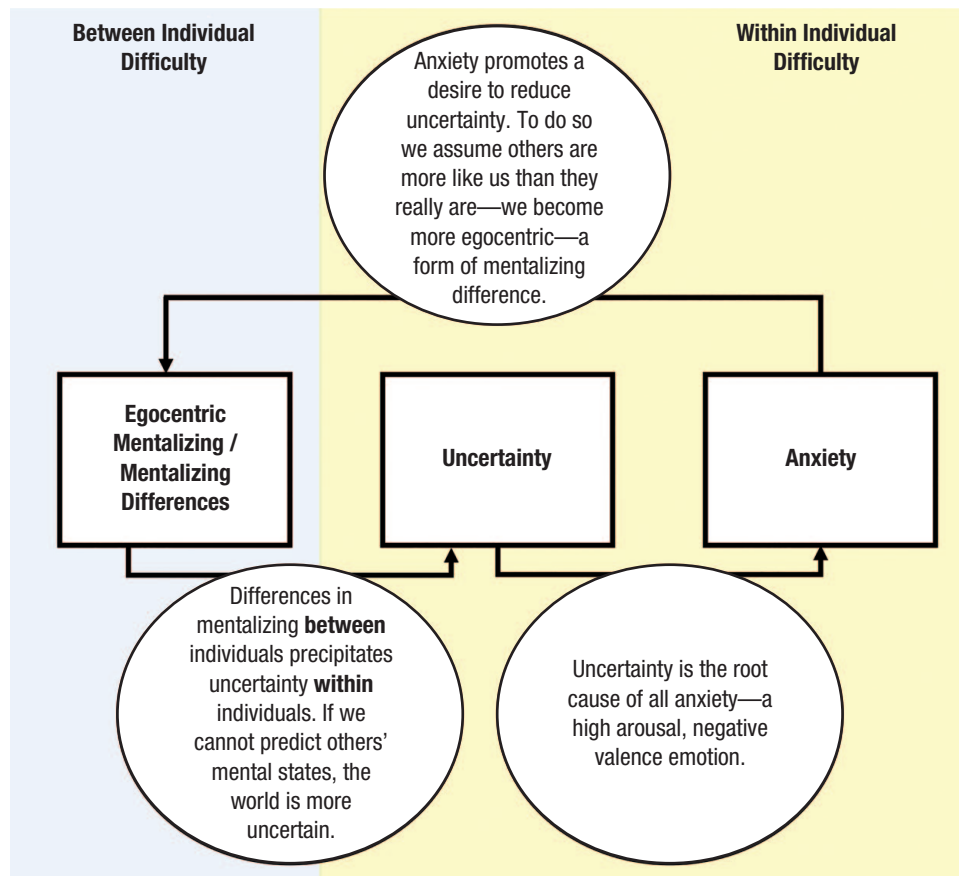 Between Individual
Difficulty
Within Individual
Difficulty
Anxiety promotes a
desire to reduce
uncertainty. To do so
we assume others are
more like us than they
really are—we become
more egocentric—a
form of mentalizing
difference.
Egocentric
Mentalizing /
Mentalizing
Differences
Uncertainty
Anxiety
Differences in
mentalizing between
individuals precipitates
uncertainty within
individuals. If we
cannot predict others’
mental states, the
world is more
uncertain.
Uncertainty is the root
cause of all anxiety—a
high arousal, negative
valence emotion.